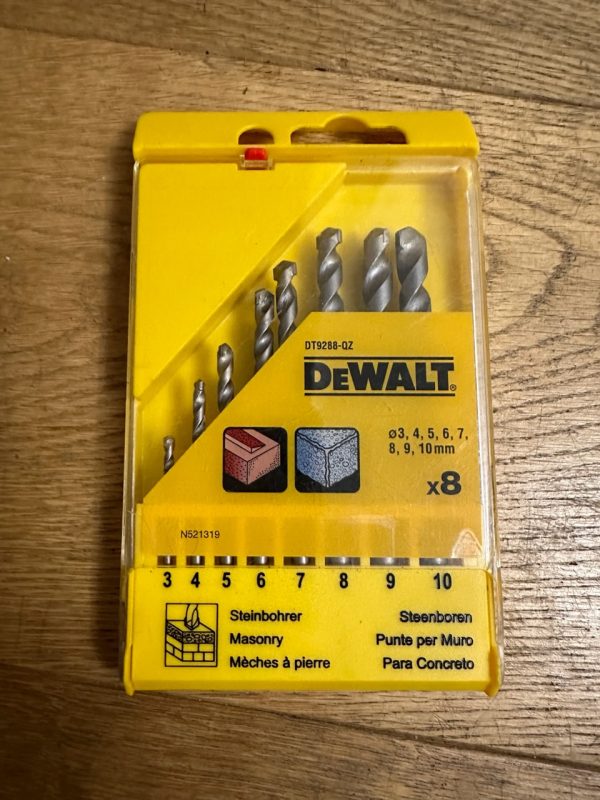 DT9288-QZ
DEWALT®
ø3, 4, 5, 6, 7,
8, 9, 10mm
x8
N521319
3 4 5 6 7 8 9 10
Steinbohrer
Masonry
Mèches à pierre
Steenboren
Punte per Muro
Para Concreto